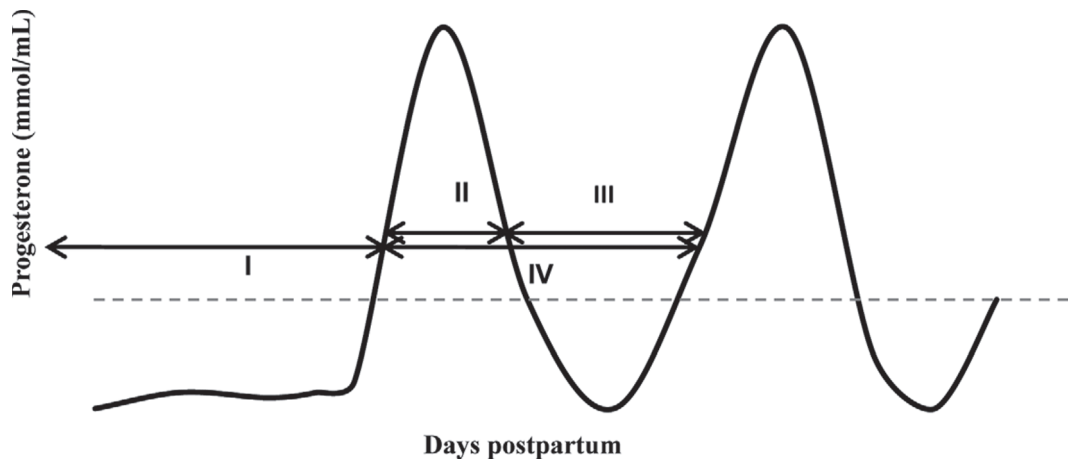 Progesterone (mmol/mL)
II
III
I
IV
Days postpartum